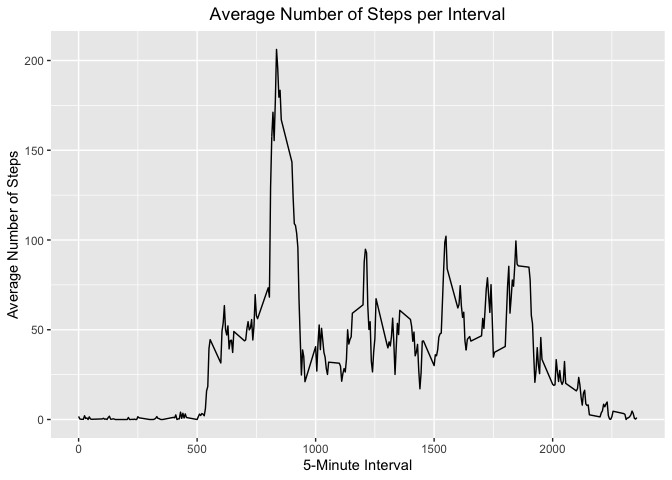 Average Number of Steps per Interval
Average Number of Steps
200
150
100
50
0
0 500 1000 1500 2000
5-Minute Interval